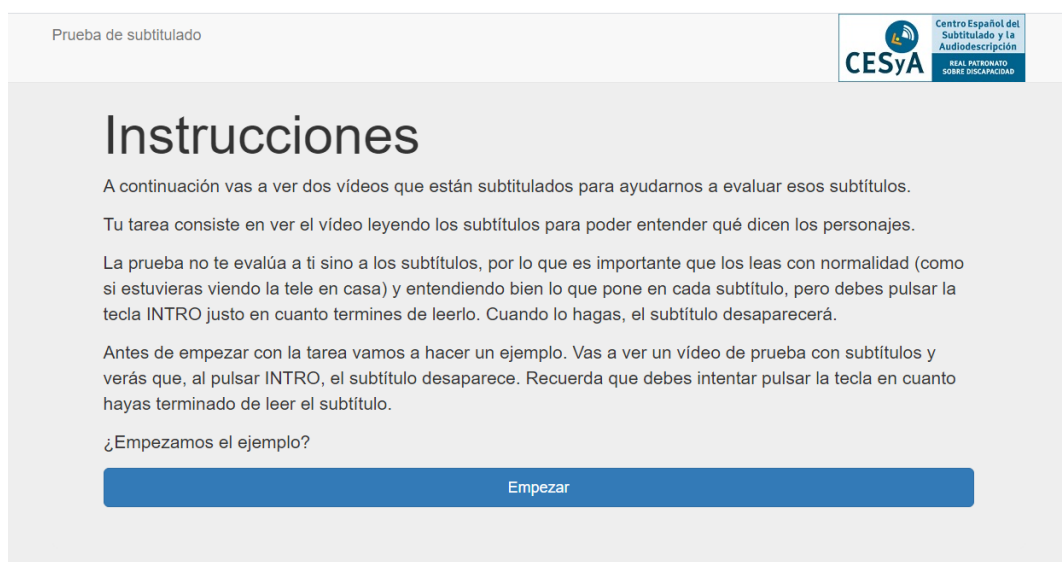 Prueba de subtitulado
CESyA
Centro Español del
Subtitulado y la
Audiodescripción
REAL PATRONATO
SOBRE DISCAPACIDAD
Instrucciones
A continuación vas a ver dos vídeos que están subtitulados para ayudarnos a evaluar esos subtítulos.
Tu tarea consiste en ver el vídeo leyendo los subtítulos para poder entender qué dicen los personajes.
La prueba no te evalúa a ti sino a los subtítulos, por lo que es importante que los leas con normalidad (como
si estuvieras viendo la tele en casa) y entendiendo bien lo que pone en cada subtítulo, pero debes pulsar la
tecla INTRO justo en cuanto termines de leerlo. Cuando lo hagas, el subtítulo desaparecerá.
Antes de empezar con la tarea vamos a hacer un ejemplo. Vas a ver un vídeo de prueba con subtítulos y
verás que, al pulsar INTRO, el subtítulo desaparece. Recuerda que debes intentar pulsar la tecla en cuanto
hayas terminado de leer el subtítulo.
¿Empezamos el ejemplo?
Empezar